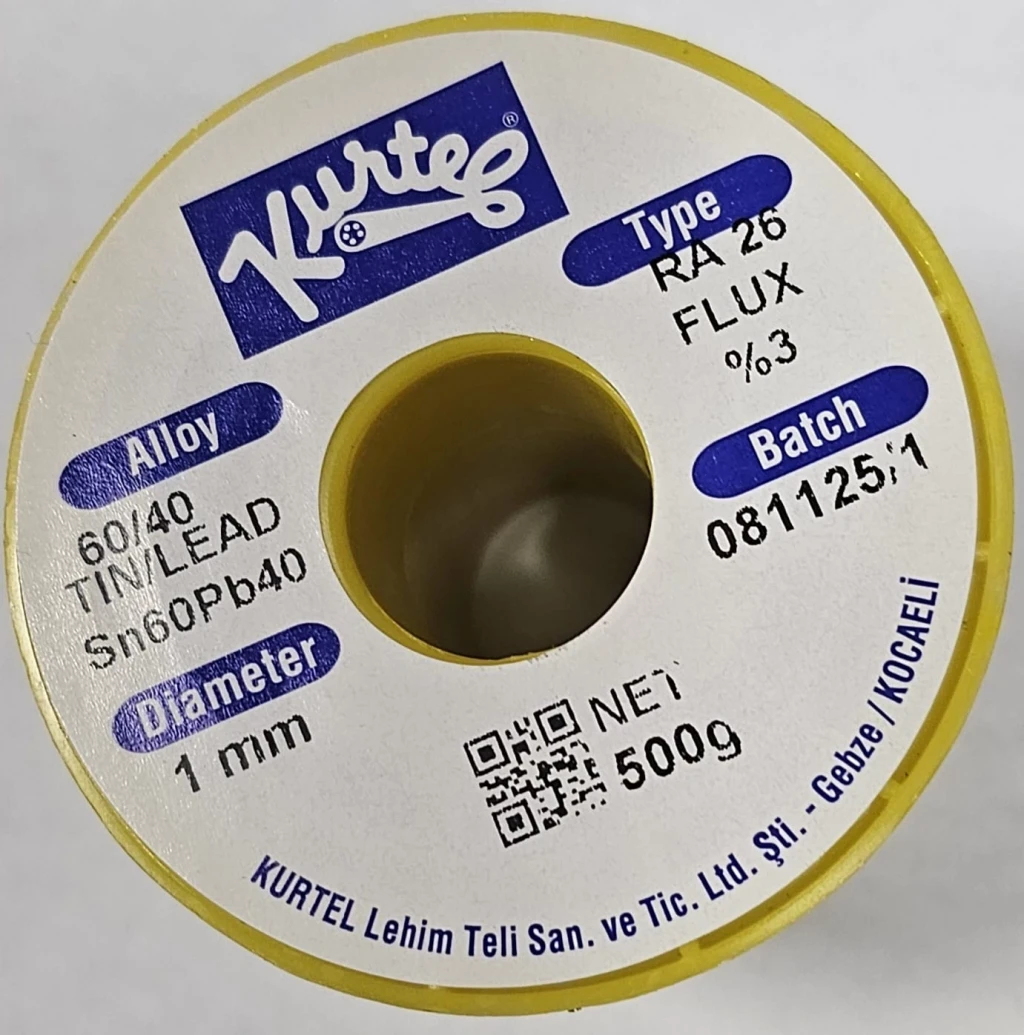 Kurtel®
Type
RA 26
FLUX
%3
Alloy
60/40
TIN/LEAD
Sn60Pb40
Batch
081125/1
Diameter
1 mm
NET
500g
KURTEL Lehim Teli San. ve Tic. Ltd. Şti. - Gebze / KOCAELİ